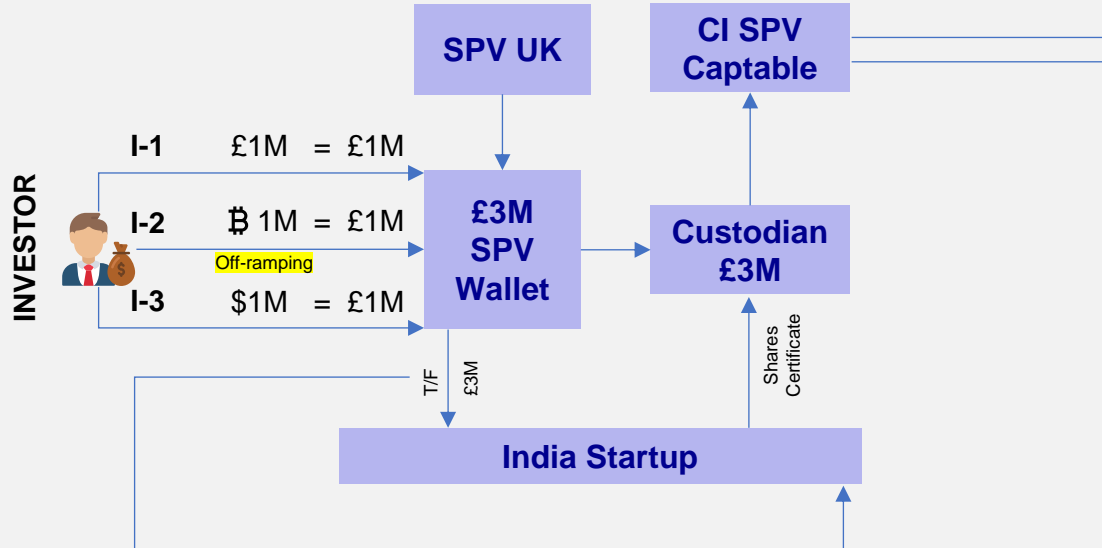 SPV UK
CI SPV
Captable
INVESTOR
I-1 £1M = £1M
I-2 ₿ 1M = £1M
Off-ramping
I-3 $1M = £1M
£3M
SPV
Wallet
Custodian
£3M
T/F
£3M
Shares
Certificate
India Startup
$